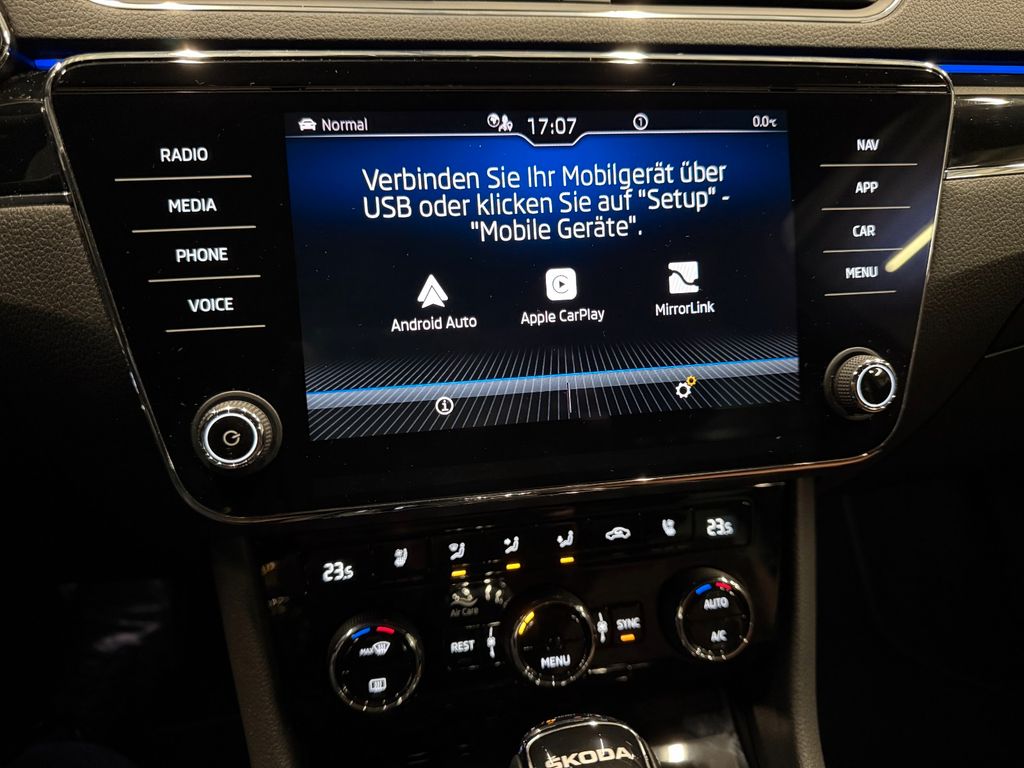 Normal 17:07 1 0.0°C
RADIO
MEDIA
PHONE
VOICE
Verbinden Sie Ihr Mobilgerät über
USB oder klicken Sie auf "Setup" -
"Mobile Geräte".
Android Auto
Apple CarPlay
MirrorLink
NAV
APP
CAR
MENU
23.5
23.5
Air Care
MAX
REST
MENU
SYNC
AUTO
A/C
ŠKODA